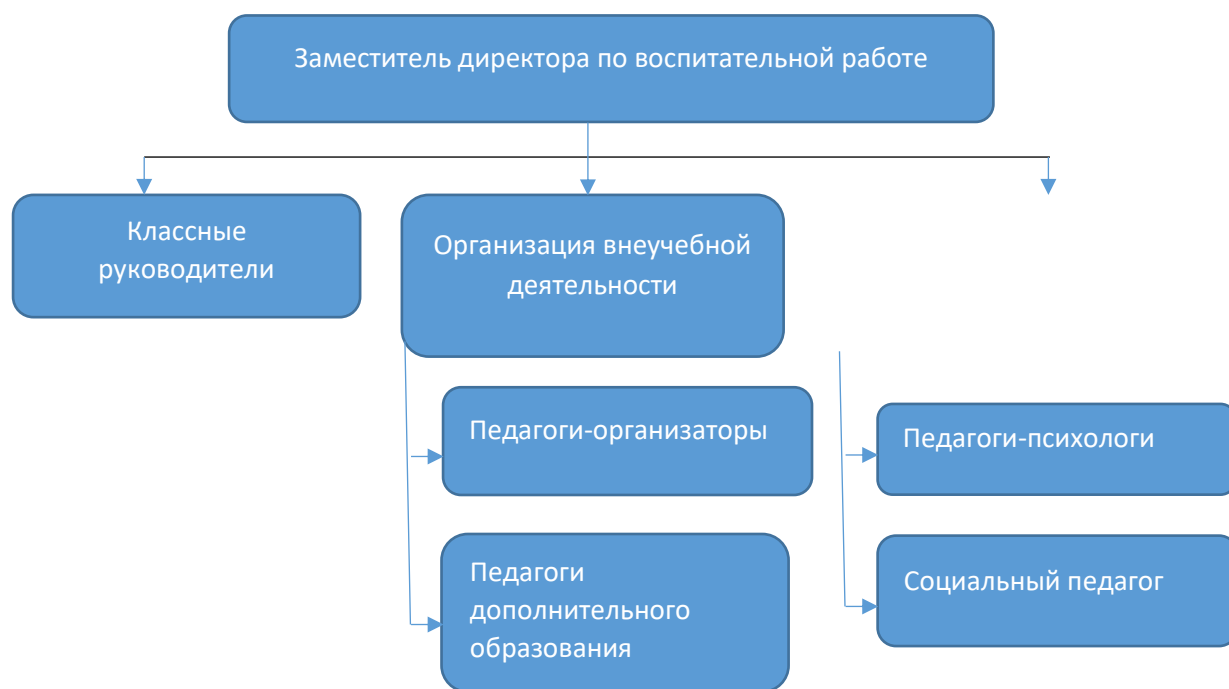 Заместитель директора по воспитательной работе
Классные
руководители
Организация внеучебной
деятельности
Педагоги-организаторы
Педагоги-психологи
Педагоги
дополнительного
образования
Социальный педагог